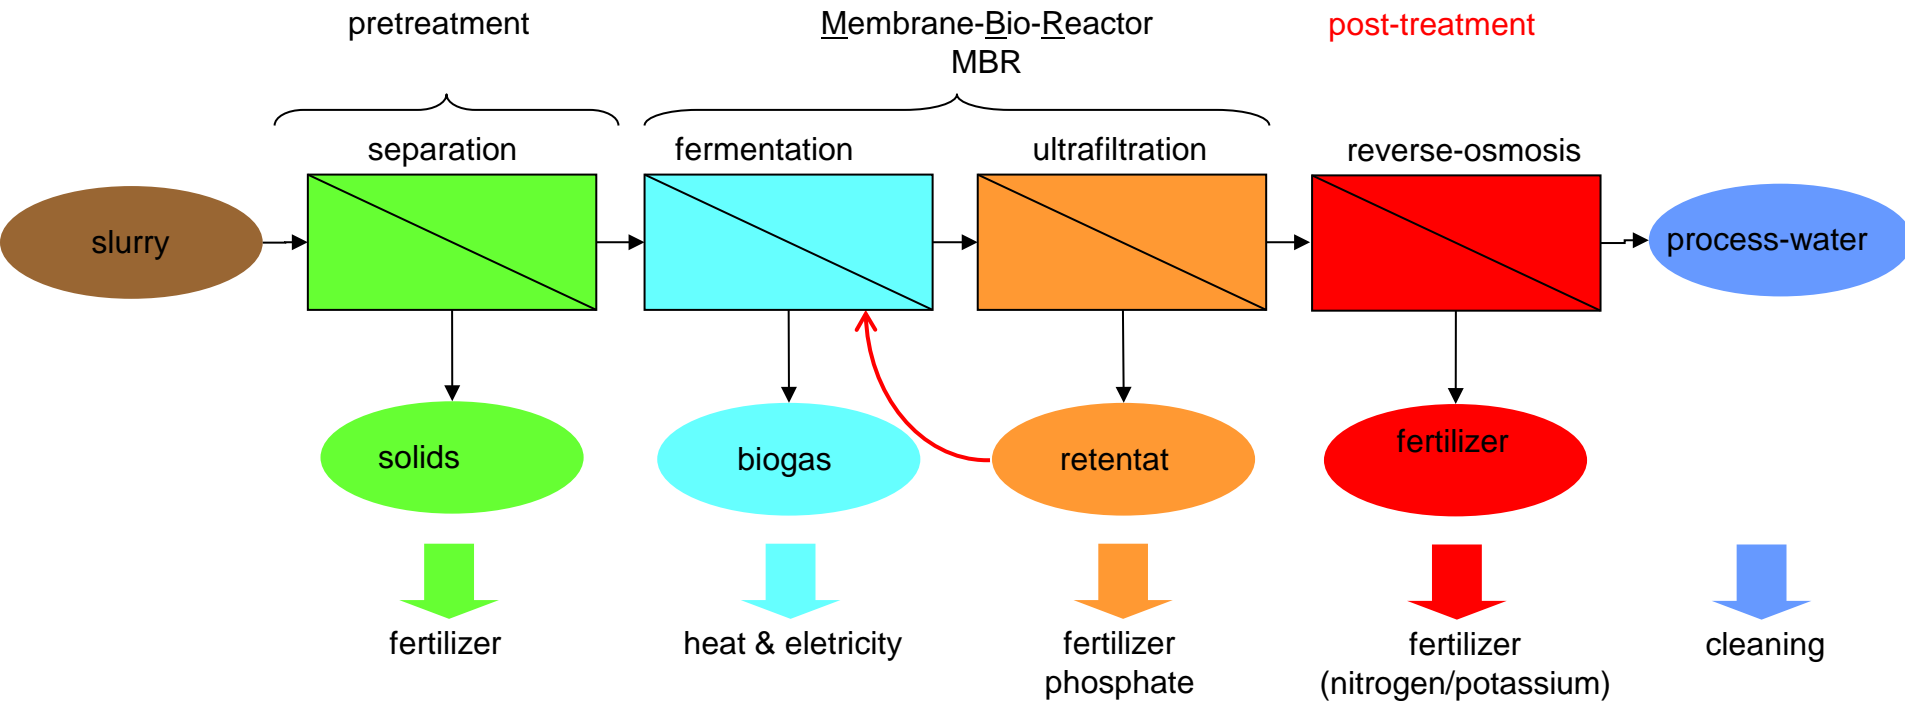 pretreatment
Membrane-Bio-Reactor
MBR
post-treatment
separation
fermentation
ultrafiltration
reverse-osmosis
slurry
process-water
solids
biogas
retentat
fertilizer
fertilizer
heat & eletricity
fertilizer
phosphate
fertilizer
(nitrogen/potassium)
cleaning